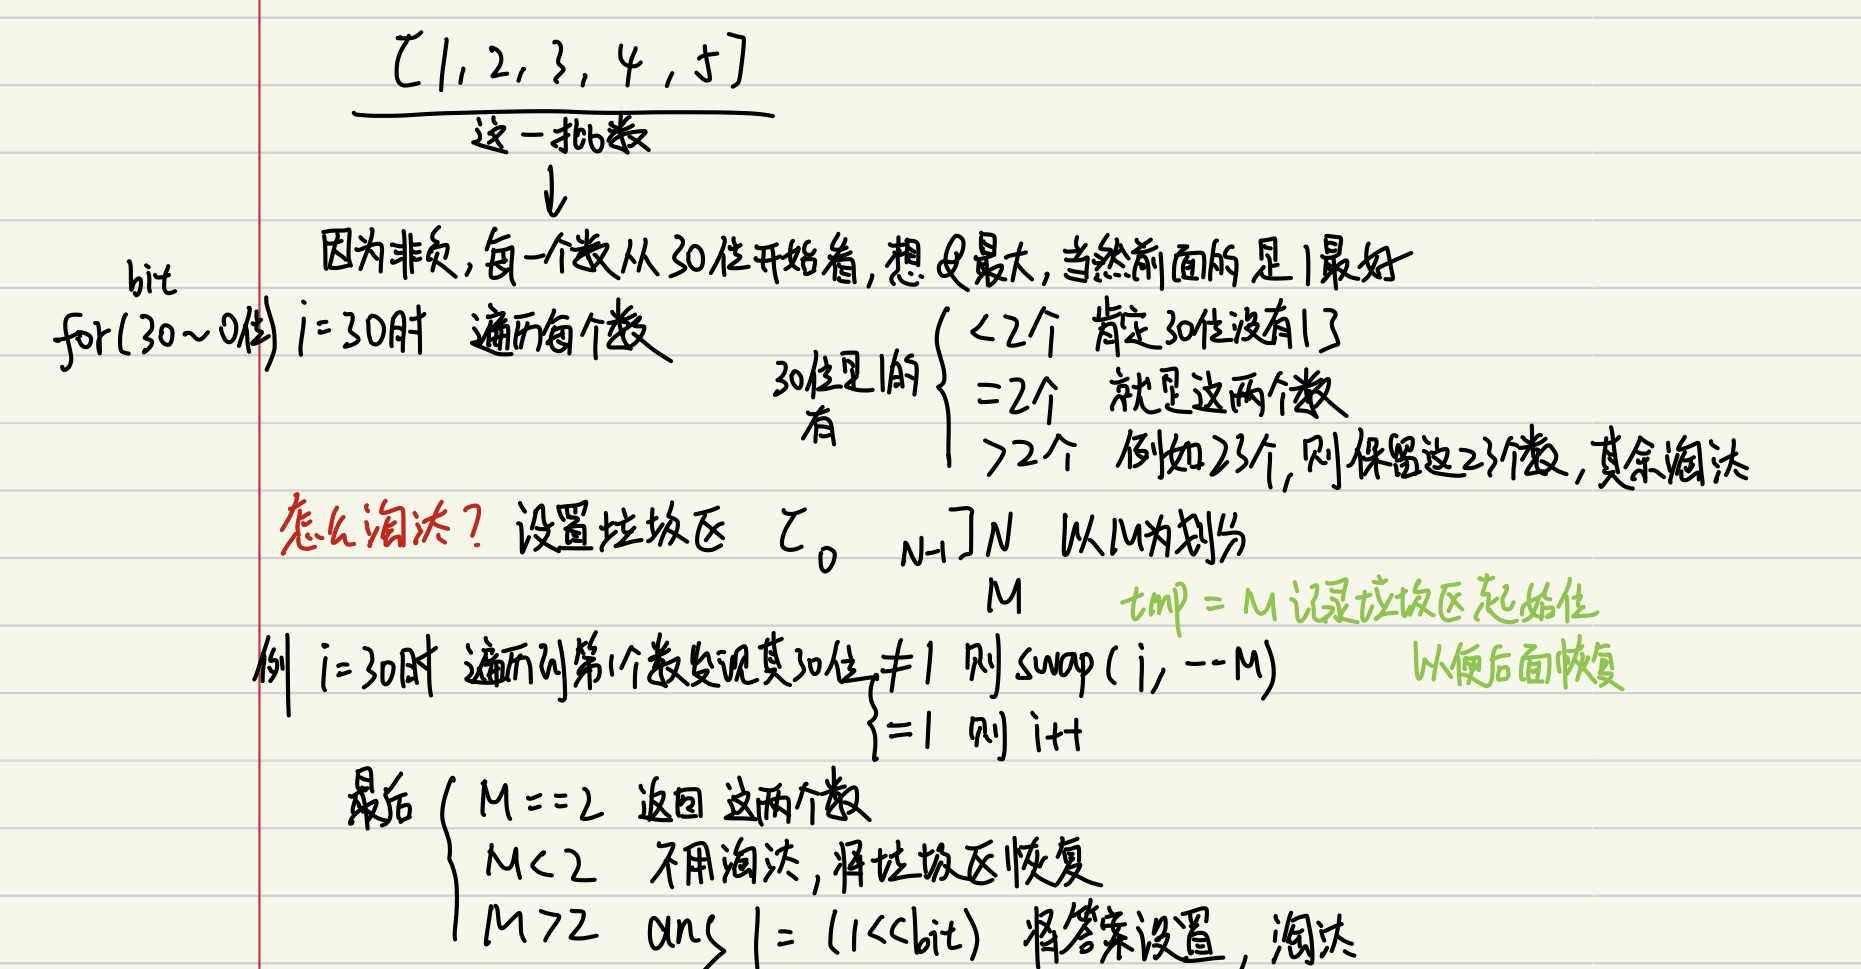 [1, 2, 3, 4, 5]
这一批数
↓
因为非负,每一个数从30位开始看,想&最大,当然前面的是1最好
bit
for(30~0位) i=30时 遍历每个数
30位是1的有
<2个 肯定30位没有1了
=2个 就是这两个数
>2个 例如23个,则保留这23个数,其余淘汰
怎么淘汰? 设置垃圾区 [0 N-1] N 以M为划分
M
tmp = M 记录垃圾区起始位
以便后面恢复
例 i=30时 遍历到第1个数发现其30位 ≠1 则 swap(i, --M)
=1 则 i++
最后
M==2 返回 这两个数
M<2 不用淘汰,将垃圾区恢复
M>2 ans |= (1<<bit) 将答案设置,淘汰